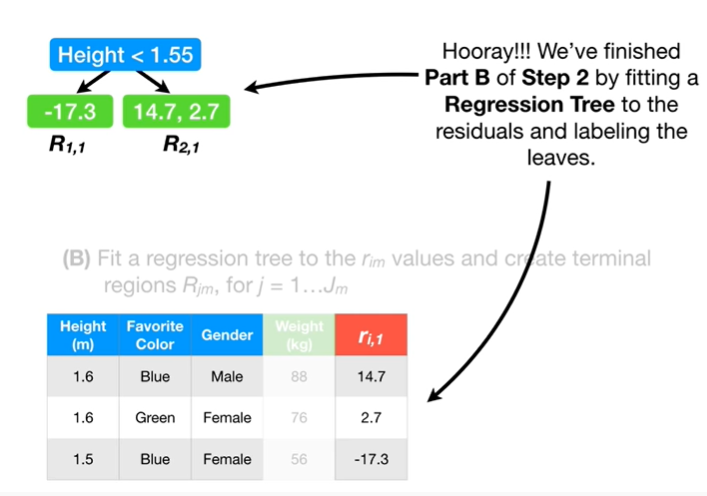 Height < 1.55
-17.3
14.7, 2.7
R1,1
R2,1
Hooray!!! We've finished
Part B of Step 2 by fitting a
Regression Tree to the
residuals and labeling the
leaves.
(B) Fit a regression tree to the rim values and create terminal
regions Rjm, for j = 1...Jm
Height (m) Favorite Color Gender Weight (kg) ri,1
1.6 Blue Male 88 14.7
1.6 Green Female 76 2.7
1.5 Blue Female 56 -17.3